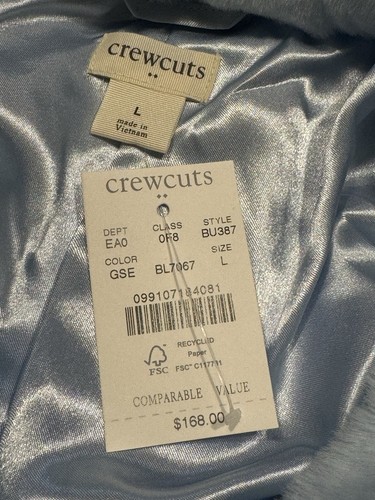 crewcuts
L
made in
Vietnam
crewcuts
DEPT CLASS STYLE
EA0 0F8 BU387
COLOR SIZE
GSE BL7067 L
099107184081
RECYCLED
Paper
FSC FSC® C117711
COMPARABLE VALUE
$168.00